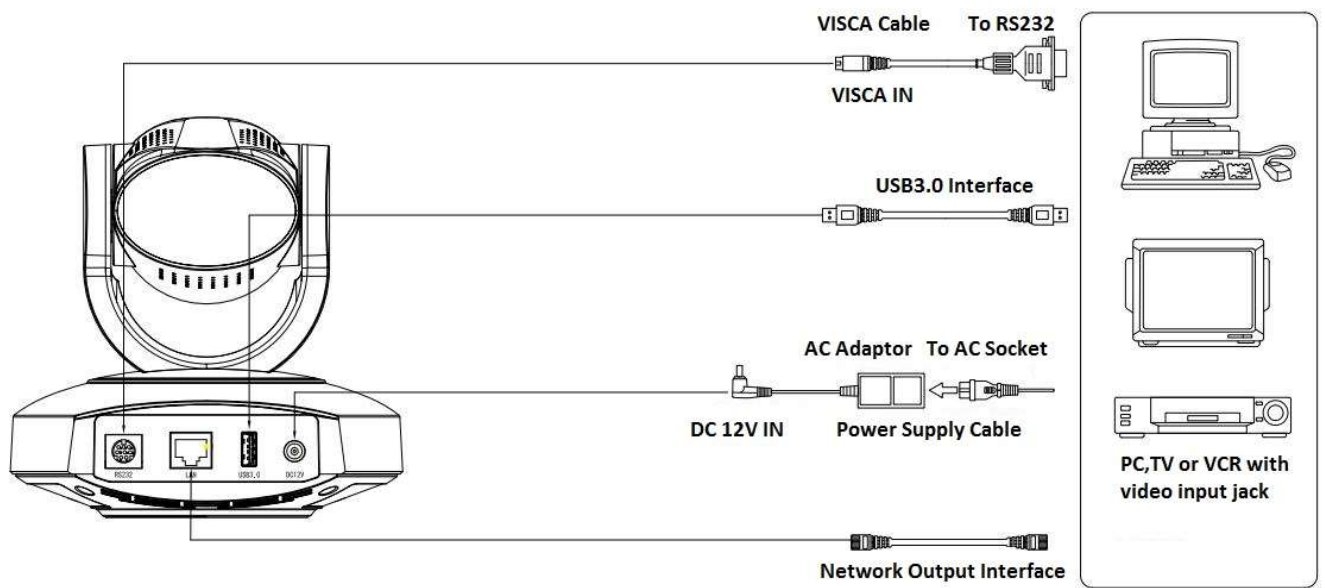 VISCA Cable To RS232
VISCA IN
USB3.0 Interface
AC Adaptor To AC Socket
DC 12V IN Power Supply Cable
RS232 LAN USB3.0 DC12V
PC,TV or VCR with
video input jack
Network Output Interface